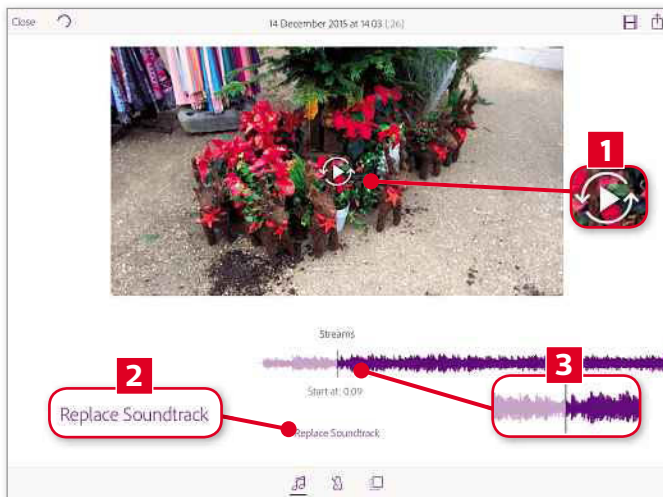 Close
14 December 2015 at 14:03 (:26)
1
Streams
2
3
Start at: 0:09
Replace Soundtrack
Replace Soundtrack